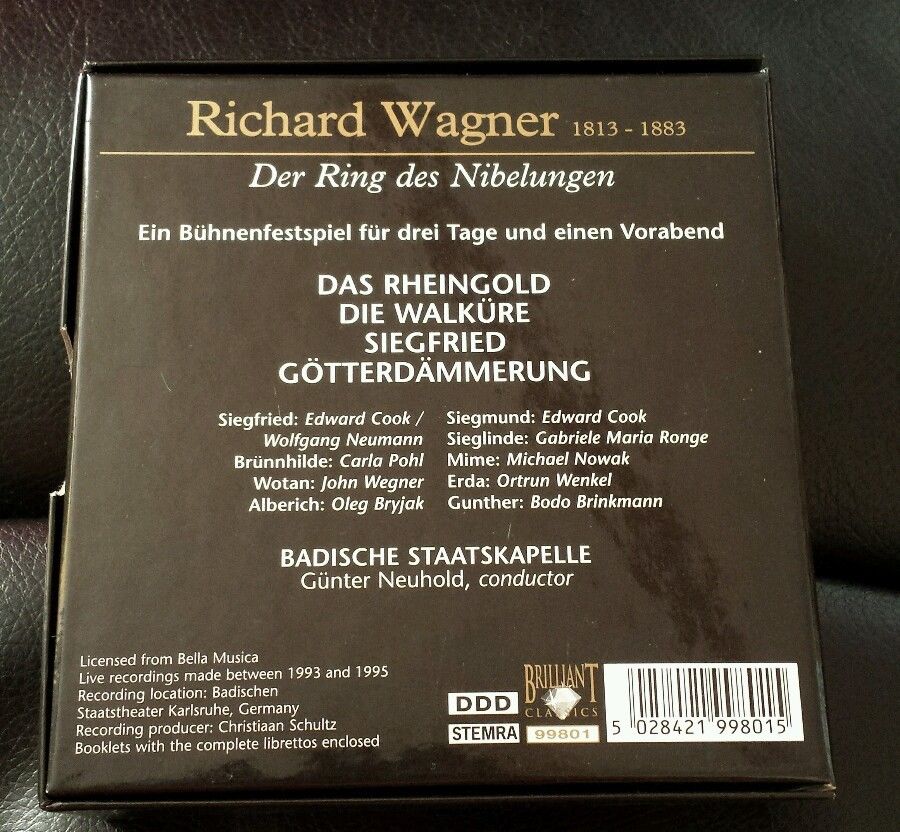 Richard Wagner 1813 - 1883
Der Ring des Nibelungen
Ein Bühnenfestspiel für drei Tage und einen Vorabend
DAS RHEINGOLD
DIE WALKÜRE
SIEGFRIED
GÖTTERDÄMMERUNG
Siegfried: Edward Cook /
Wolfgang Neumann
Brünnhilde: Carla Pohl
Wotan: John Wegner
Alberich: Oleg Bryjak
Siegmund: Edward Cook
Sieglinde: Gabriele Maria Ronge
Mime: Michael Nowak
Erda: Ortrun Wenkel
Gunther: Bodo Brinkmann
BADISCHE STAATSKAPELLE
Günter Neuhold, conductor
Licensed from Bella Musica
Live recordings made between 1993 and 1995
Recording location: Badischen
Staatstheater Karlsruhe, Germany
Recording producer: Christiaan Schultz
Booklets with the complete librettos enclosed
DDD
STEMRA
BRILLIANT
CLASSICS
99801
5 028421 998015